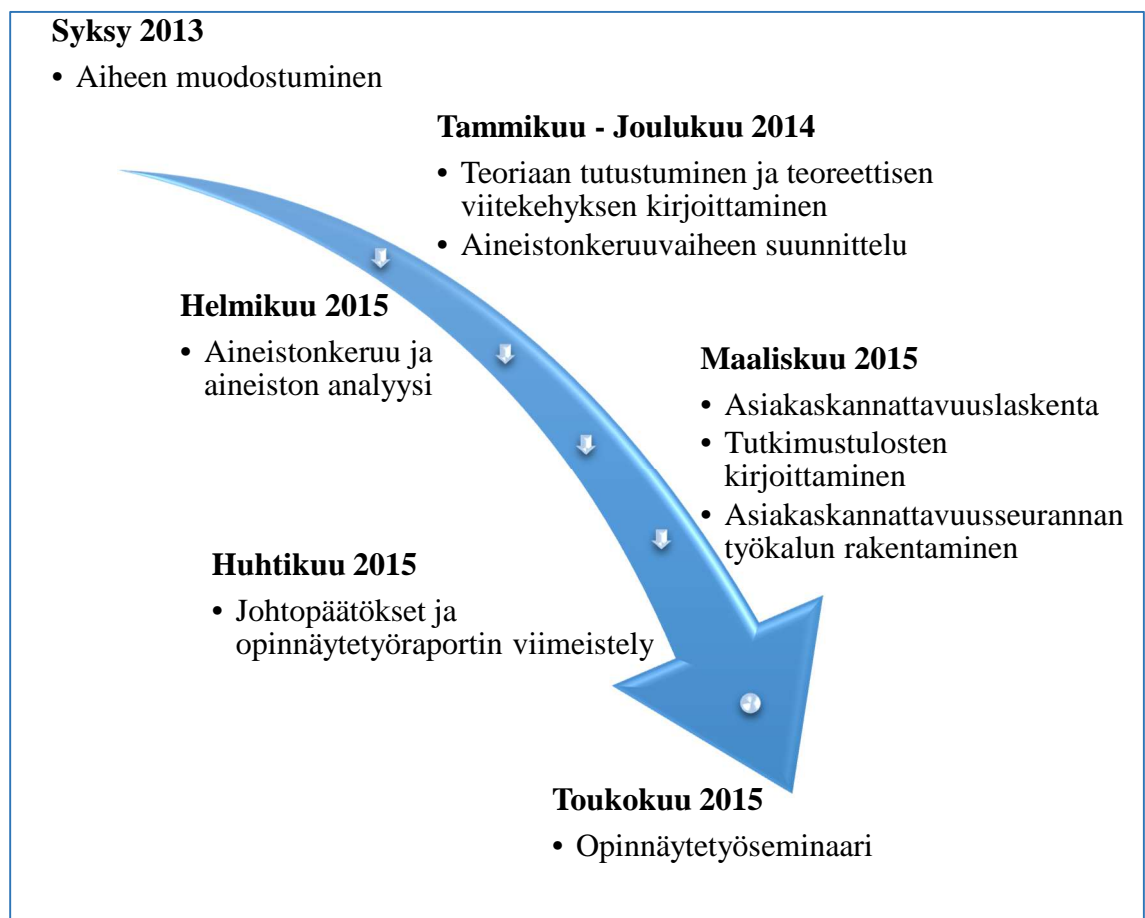 Syksy 2013
• Aiheen muodostuminen
Tammikuu - Joulukuu 2014
• Teoriaan tutustuminen ja teoreettisen
viitekehyksen kirjoittaminen
• Aineistonkeruuvaiheen suunnittelu
Helmikuu 2015
• Aineistonkeruu ja
aineiston analyysi
Maaliskuu 2015
• Asiakaskannattavuuslaskenta
• Tutkimustulosten
kirjoittaminen
• Asiakaskannattavuusseurannan
työkalun rakentaminen
Huhtikuu 2015
• Johtopäätökset ja
opinnäytetyöraportin viimeistely
Toukokuu 2015
• Opinnäytetyöseminaari